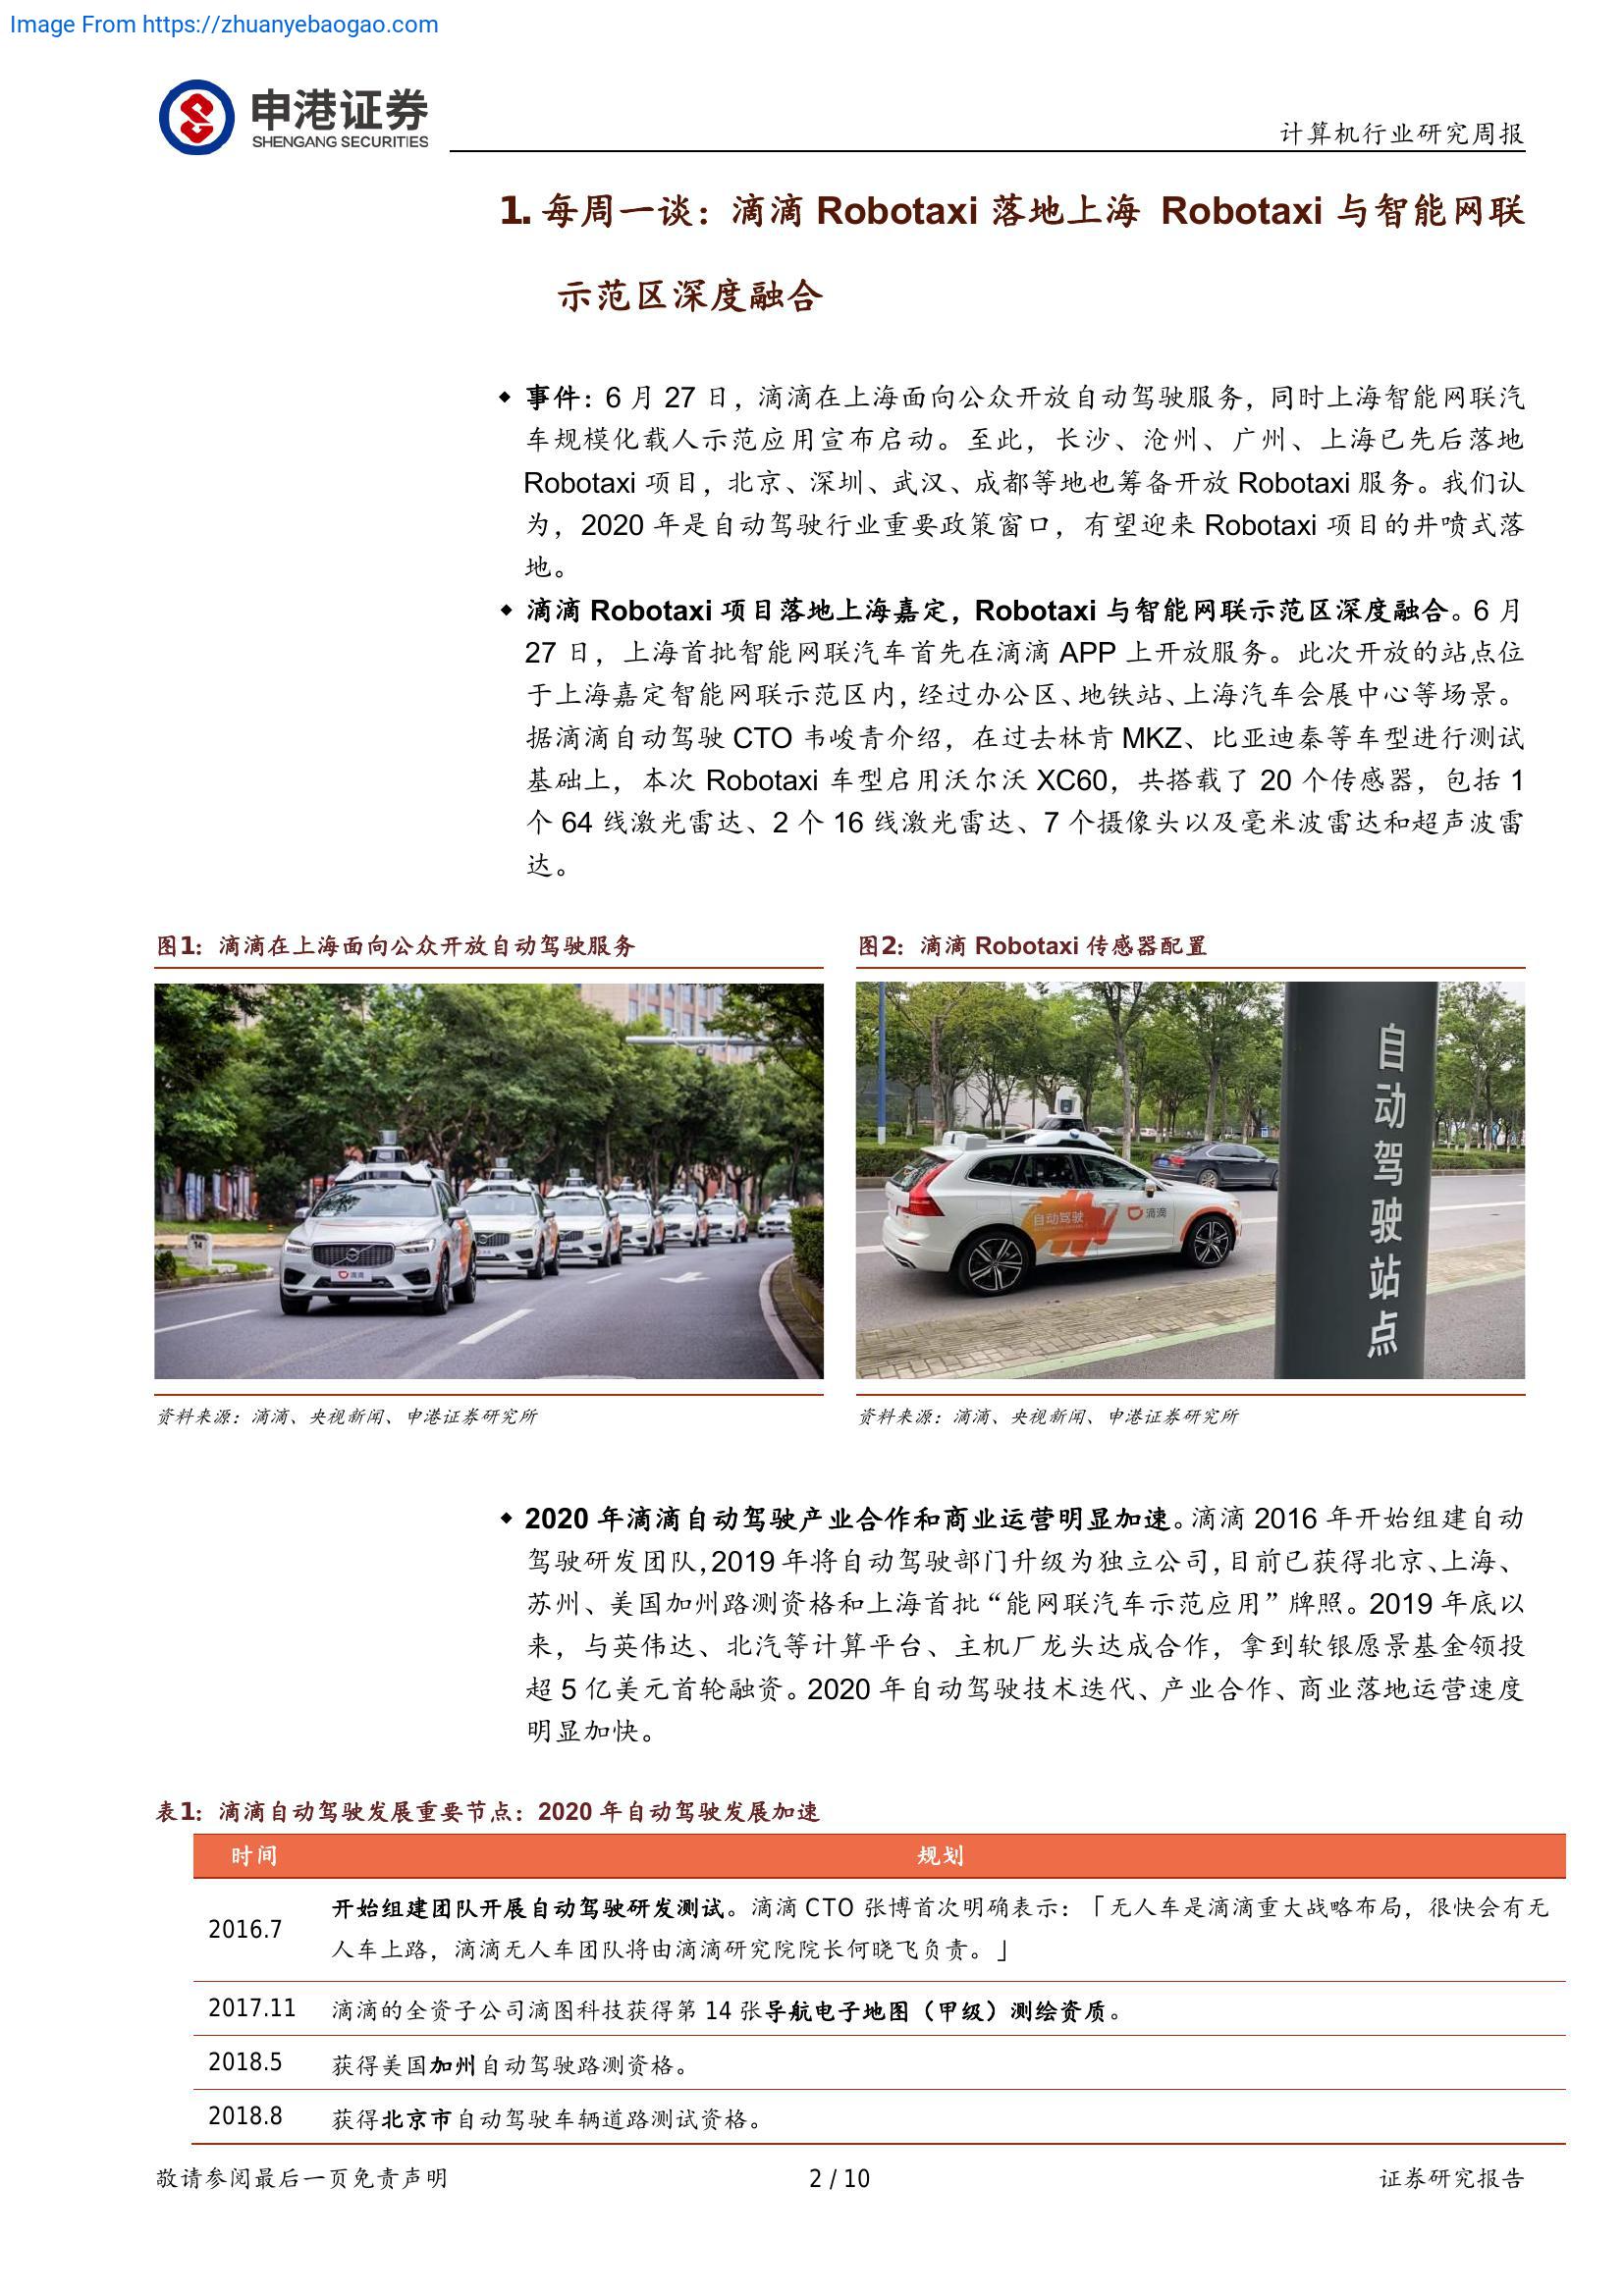 Image From https://zhuanyebaogao.com
申港证券
SHENGANG SECURITIES
计算机行业研究周报
1. 每周一谈：滴滴 Robotaxi 落地上海 Robotaxi 与智能网联
示范区深度融合
◆ 事件：6 月 27 日，滴滴在上海面向公众开放自动驾驶服务，同时上海智能网联汽
车规模化载人示范应用宣布启动。至此，长沙、沧州、广州、上海已先后落地
Robotaxi 项目，北京、深圳、武汉、成都等地也筹备开放 Robotaxi 服务。我们认
为，2020 年是自动驾驶行业重要政策窗口，有望迎来 Robotaxi 项目的井喷式落
地。
◆ 滴滴 Robotaxi 项目落地上海嘉定，Robotaxi 与智能网联示范区深度融合。6 月
27 日，上海首批智能网联汽车首先在滴滴 APP 上开放服务。此次开放的站点位
于上海嘉定智能网联示范区内，经过办公区、地铁站、上海汽车会展中心等场景。
据滴滴自动驾驶 CTO 韦峻青介绍，在过去林肯 MKZ、比亚迪秦等车型进行测试
基础上，本次 Robotaxi 车型启用沃尔沃 XC60，共搭载了 20 个传感器，包括 1
个 64 线激光雷达、2 个 16 线激光雷达、7 个摄像头以及毫米波雷达和超声波雷
达。
图1：滴滴在上海面向公众开放自动驾驶服务
图2：滴滴 Robotaxi 传感器配置
滴滴
自动驾驶
滴滴
自动驾驶站点
资料来源：滴滴、央视新闻、申港证券研究所
资料来源：滴滴、央视新闻、申港证券研究所
◆ 2020 年滴滴自动驾驶产业合作和商业运营明显加速。滴滴 2016 年开始组建自动
驾驶研发团队，2019 年将自动驾驶部门升级为独立公司，目前已获得北京、上海、
苏州、美国加州路测资格和上海首批“能网联汽车示范应用”牌照。2019 年底以
来，与英伟达、北汽等计算平台、主机厂龙头达成合作，拿到软银愿景基金领投
超 5 亿美元首轮融资。2020 年自动驾驶技术迭代、产业合作、商业落地运营速度
明显加快。
表1：滴滴自动驾驶发展重要节点：2020 年自动驾驶发展加速
时间 规划
2016.7 开始组建团队开展自动驾驶研发测试。滴滴 CTO 张博首次明确表示：「无人车是滴滴重大战略布局，很快会有无
人车上路，滴滴无人车团队将由滴滴研究院院长何晓飞负责。」
2017.11 滴滴的全资子公司滴图科技获得第 14 张导航电子地图（甲级）测绘资质。
2018.5 获得美国加州自动驾驶路测资格。
2018.8 获得北京市自动驾驶车辆道路测试资格。
敬请参阅最后一页免责声明
2 / 10
证券研究报告